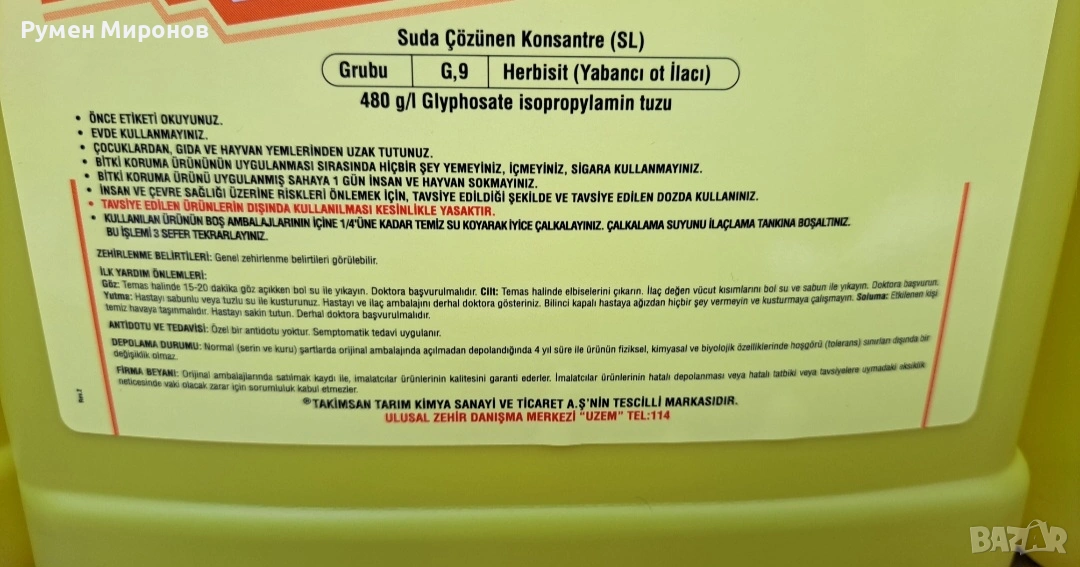 Румен Миронов
Suda Çözünen Konsantre (SL)
Grubu G,9 Herbisit (Yabancı ot İlacı)
480 g/l Glyphosate isopropylamin tuzu
• ÖNCE ETİKETİ OKUYUNUZ.
• EVDE KULLANMAYINIZ.
• ÇOCUKLARDAN, GIDA VE HAYVAN YEMLERİNDEN UZAK TUTUNUZ.
• BİTKİ KORUMA ÜRÜNÜNÜN UYGULANMASI SIRASINDA HİÇBİR ŞEY YEMEYİNİZ, İÇMEYİNİZ, SİGARA KULLANMAYINIZ.
• BİTKİ KORUMA ÜRÜNÜ UYGULANMIŞ SAHAYA 1 GÜN İNSAN VE HAYVAN SOKMAYINIZ.
• İNSAN VE ÇEVRE SAĞLIĞI ÜZERİNE RİSKLERİ ÖNLEMEK İÇİN, TAVSİYE EDİLDİĞİ ŞEKİLDE VE TAVSİYE EDİLEN DOZDA KULLANINIZ.
• TAVSİYE EDİLEN ÜRÜNLERİN DIŞINDA KULLANILMASI KESİNLİKLE YASAKTIR.
• KULLANILAN ÜRÜNÜN BOŞ AMBALAJLARININ İÇİNE 1/4'ÜNE KADAR TEMİZ SU KOYARAK İYİCE ÇALKALAYINIZ. ÇALKALAMA SUYUNU İLAÇLAMA TANKINA BOŞALTINIZ.
BU İŞLEMİ 3 SEFER TEKRARLAYINIZ.
ZEHİRLENME BELİRTİLERİ: Genel zehirlenme belirtileri görülebilir.
İLK YARDIM ÖNLEMLERİ:
Göz: Temas halinde 15-20 dakika göz açıkken bol su ile yıkayın. Doktora başvurulmalıdır. Cilt: Temas halinde elbiselerini çıkarın. İlaç değen vücut kısımlarını bol su ve sabun ile yıkayın. Doktora başvurun.
Yutma: Hastayı sabunlu veya tuzlu su ile kusturunuz. Hastayı ve ilaç ambalajını derhal doktora gösteriniz. Bilinci kapalı hastaya ağızdan hiçbir şey vermeyin ve kusturmaya çalışmayın. Soluma: Etkilenen kişi
temiz havaya taşınmalıdır. Hastayı sakin tutun. Derhal doktora başvurulmalıdır.
ANTİDOTU VE TEDAVİSİ: Özel bir antidotu yoktur. Semptomatik tedavi uygulanır.
DEPOLAMA DURUMU: Normal (serin ve kuru) şartlarda orijinal ambalajında açılmadan depolandığında 4 yıl süre ile ürünün fiziksel, kimyasal ve biyolojik özelliklerinde hoşgörü (tolerans) sınırları dışında bir
değişiklik olmaz.
FİRMA BEYANI: Orijinal ambalajlarında satılmak kaydı ile, imalatcılar ürünlerinin kalitesini garanti ederler. İmalatcılar ürünlerinin hatalı depolanması veya hatalı tatbiki veya tavsiyelere uymadaki eksiklik
neticesinde vaki olacak zarar için sorumluluk kabul etmezler.
®TAKİMSAN TARIM KİMYA SANAYİ VE TİCARET A.Ş'NİN TESCİLLİ MARKASIDIR.
ULUSAL ZEHİR DANIŞMA MERKEZİ "UZEM" TEL:114
BAZAR